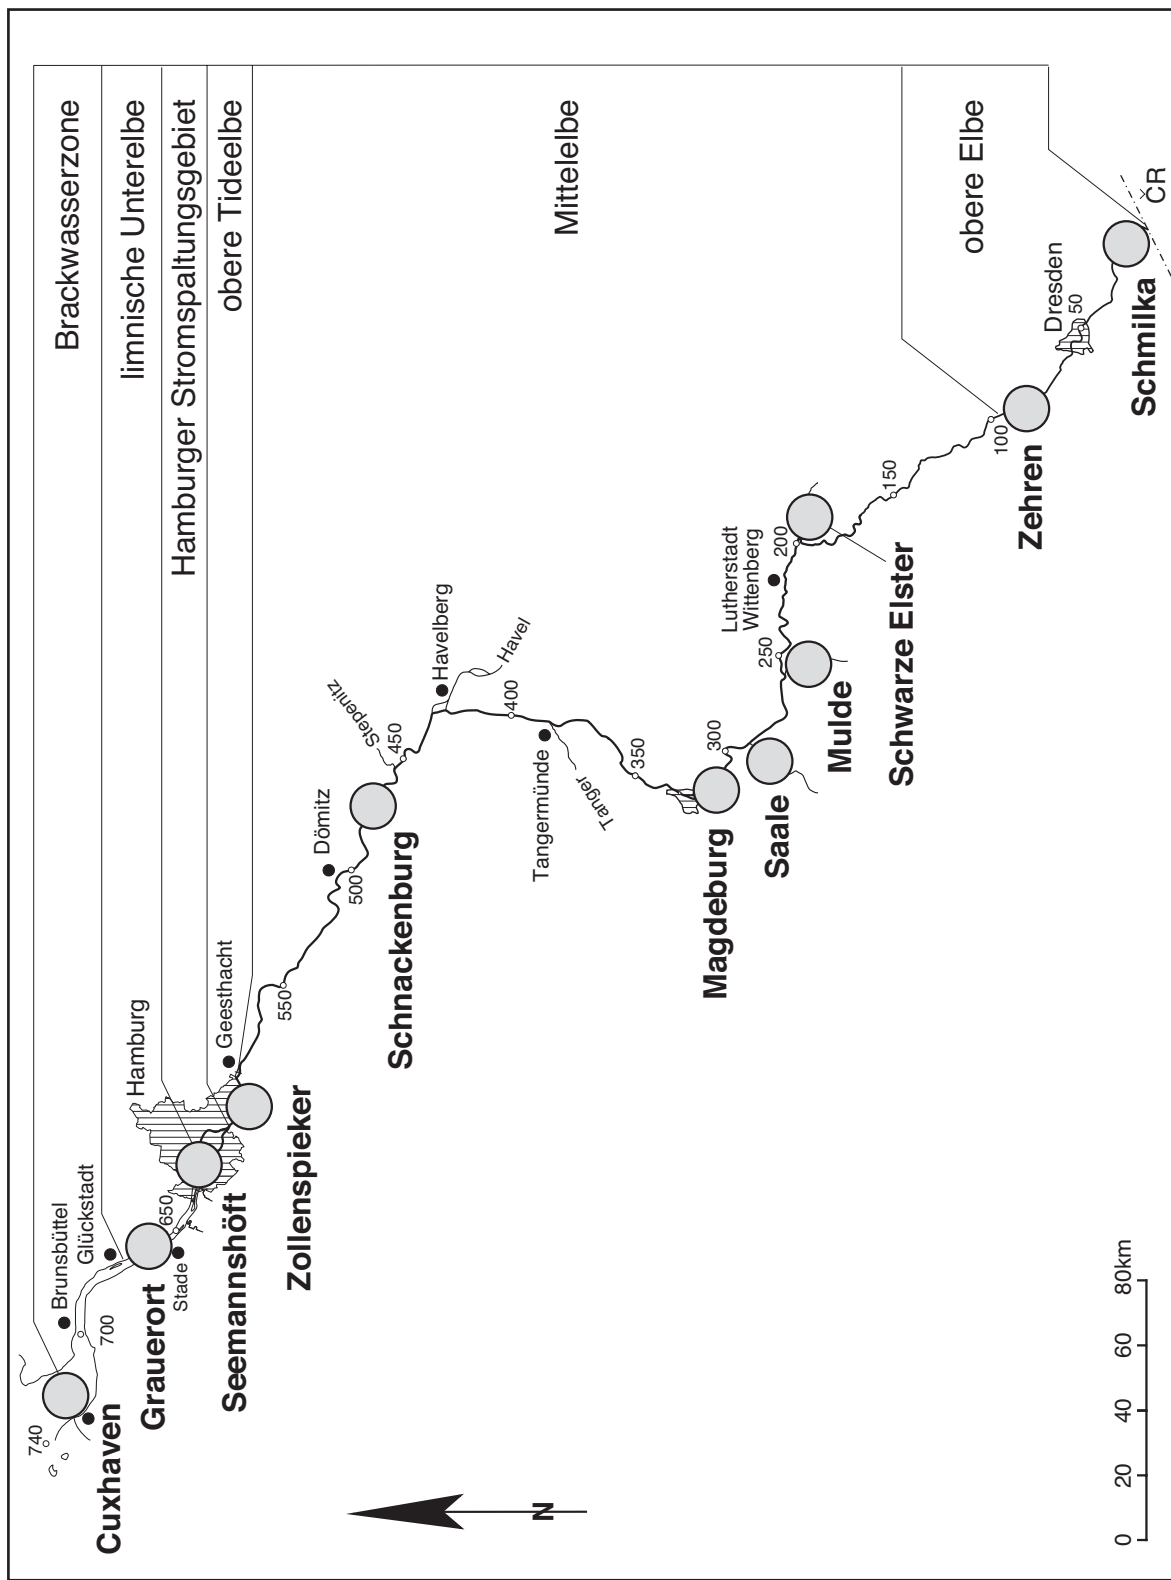 Brackwasserzone
limnische Unterelbe
Hamburger Stromspaltungsgebiet
obere Tideelbe
Mittelelbe
obere Elbe
740
Cuxhaven
Brunsbüttel
700
Glückstadt
Grauerort
Stade
650
Seemannshöft
Hamburg
Zollenspieker
Geesthacht
550
Dömitz
500
Schnackenburg
Stepenitz
450
Havelberg
Havel
400
Tangermünde
Tanger
350
Magdeburg
300
Saale
Mulde
250
Lutherstadt
Wittenberg
200
Schwarze Elster
150
100
Zehren
Dresden
50
Schmilka
CR
N
0
20
40
60
80km